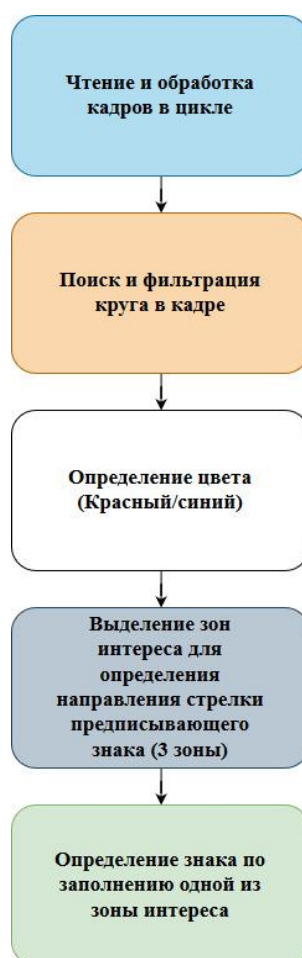 Чтение и обработка
кадров в цикле
Поиск и фильтрация
круга в кадре
Определение цвета
(Красный/синий)
Выделение зон
интереса для
определения
направления стрелки
предписывающего
знака (3 зоны)
Определение знака по
заполнению одной из
зоны интереса